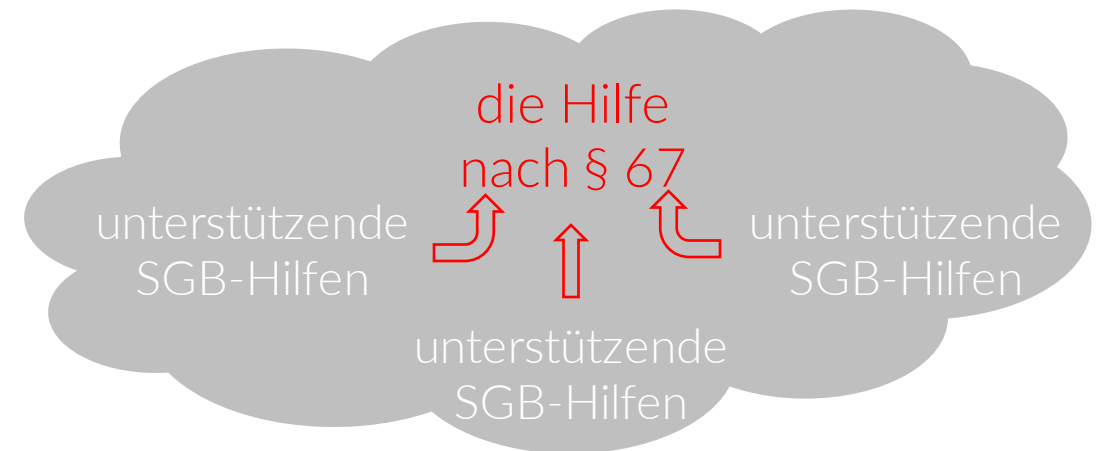 die Hilfe
nach § 67
unterstützende
SGB-Hilfen
unterstützende
SGB-Hilfen
unterstützende
SGB-Hilfen